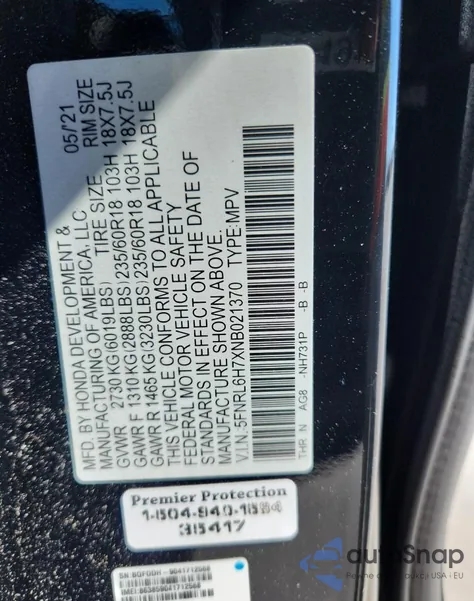 MFD. BY HONDA DEVELOPMENT & 05/'21
MANUFACTURING OF AMERICA, LLC
TIRE SIZE RIM SIZE
GVWR 2730 KG(6019LBS)
GAWR F 1310 KG(2888LBS) 235/60R18 103H 18X7.5J
GAWR R 1465 KG(3230LBS) 235/60R18 103H 18X7.5J
THIS VEHICLE CONFORMS TO ALL APPLICABLE
FEDERAL MOTOR VEHICLE SAFETY
STANDARDS IN EFFECT ON THE DATE OF
MANUFACTURE SHOWN ABOVE.
V.I.N.: 5FNRL6H7XNB021370 TYPE: MPV
THR. N AG8 -NH731P -B -B
Premier Protection
1-504-940-1554
35417
autoSnap
USA - EU